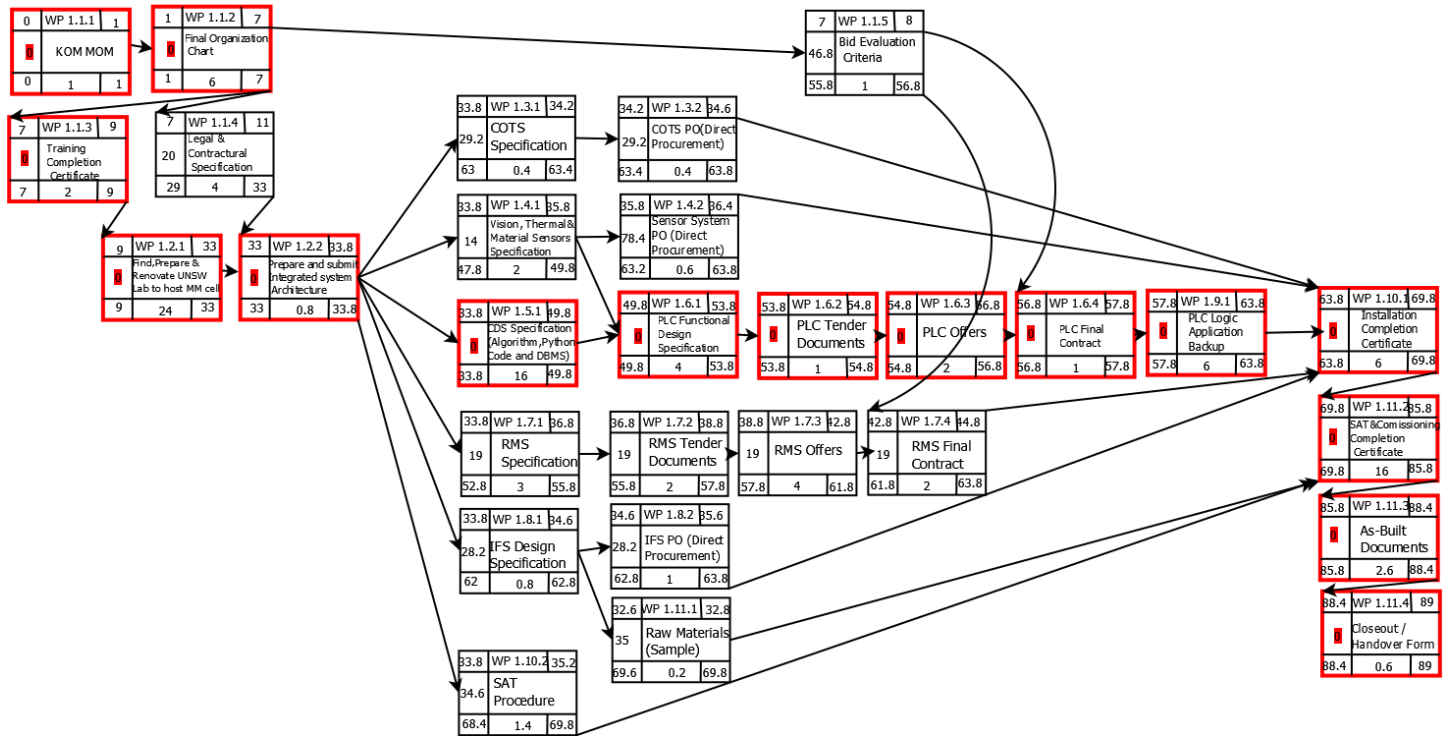 0 WP 1.1.1 1
0 KOM MOM
0 1 1
1 WP 1.1.2 7
0 Final Organization
Chart
1 6 7
7 WP 1.1.5 8
46.8 Bid Evaluation
Criteria
55.8 1 56.8
7 WP 1.1.3 9
0 Training
Completion
Certificate
7 2 9
7 WP 1.1.4 11
20 Legal &
Contractural
Specification
29 4 33
33.8 WP 1.3.1 34.2
29.2 COTS
Specification
63 0.4 63.4
34.2 WP 1.3.2 34.6
29.2 COTS PO(Direct
Procurement)
63.4 0.4 63.8
9 WP 1.2.1 33
0 Find,Prepare &
Renovate UNSW
Lab to host MM cell
9 24 33
33 WP 1.2.2 33.8
0 Prepare and submit
Integrated system
Architecture
33 0.8 33.8
33.8 WP 1.4.1 35.8
14 Vision, Thermal&
Material Sensors
Specification
47.8 2 49.8
35.8 WP 1.4.2 36.4
78.4 Sensor System
PO (Direct
Procurement)
63.2 0.6 63.8
33.8 WP 1.5.1 49.8
0 CDS Specification
(Algorithm,Python
Code and DBMS)
33.8 16 49.8
49.8 WP 1.6.1 53.8
0 PLC Functional
Design
Specification
49.8 4 53.8
53.8 WP 1.6.2 54.8
0 PLC Tender
Documents
53.8 1 54.8
54.8 WP 1.6.3 56.8
0 PLC Offers
54.8 2 56.8
56.8 WP 1.6.4 57.8
0 PLC Final
Contract
56.8 1 57.8
57.8 WP 1.9.1 63.8
0 PLC Logic
Application
Backup
57.8 6 63.8
63.8 WP 1.10.1 69.8
0 Installation
Completion
Certificate
63.8 6 69.8
33.8 WP 1.7.1 36.8
19 RMS
Specification
52.8 3 55.8
36.8 WP 1.7.2 38.8
19 RMS Tender
Documents
55.8 2 57.8
38.8 WP 1.7.3 42.8
19 RMS Offers
57.8 4 61.8
42.8 WP 1.7.4 44.8
19 RMS Final
Contract
61.8 2 63.8
69.8 WP 1.11.2 85.8
0 SAT&Comissioning
Completion
Certificate
69.8 16 85.8
33.8 WP 1.8.1 34.6
28.2 IFS Design
Specification
62 0.8 62.8
34.6 WP 1.8.2 35.6
28.2 IFS PO (Direct
Procurement)
62.8 1 63.8
85.8 WP 1.11.3 88.4
0 As-Built
Documents
85.8 2.6 88.4
32.6 WP 1.11.1 32.8
35 Raw Materials
(Sample)
69.6 0.2 69.8
88.4 WP 1.11.4 89
0 Closeout /
Handover Form
88.4 0.6 89
33.8 WP 1.10.2 35.2
34.6 SAT
Procedure
68.4 1.4 69.8